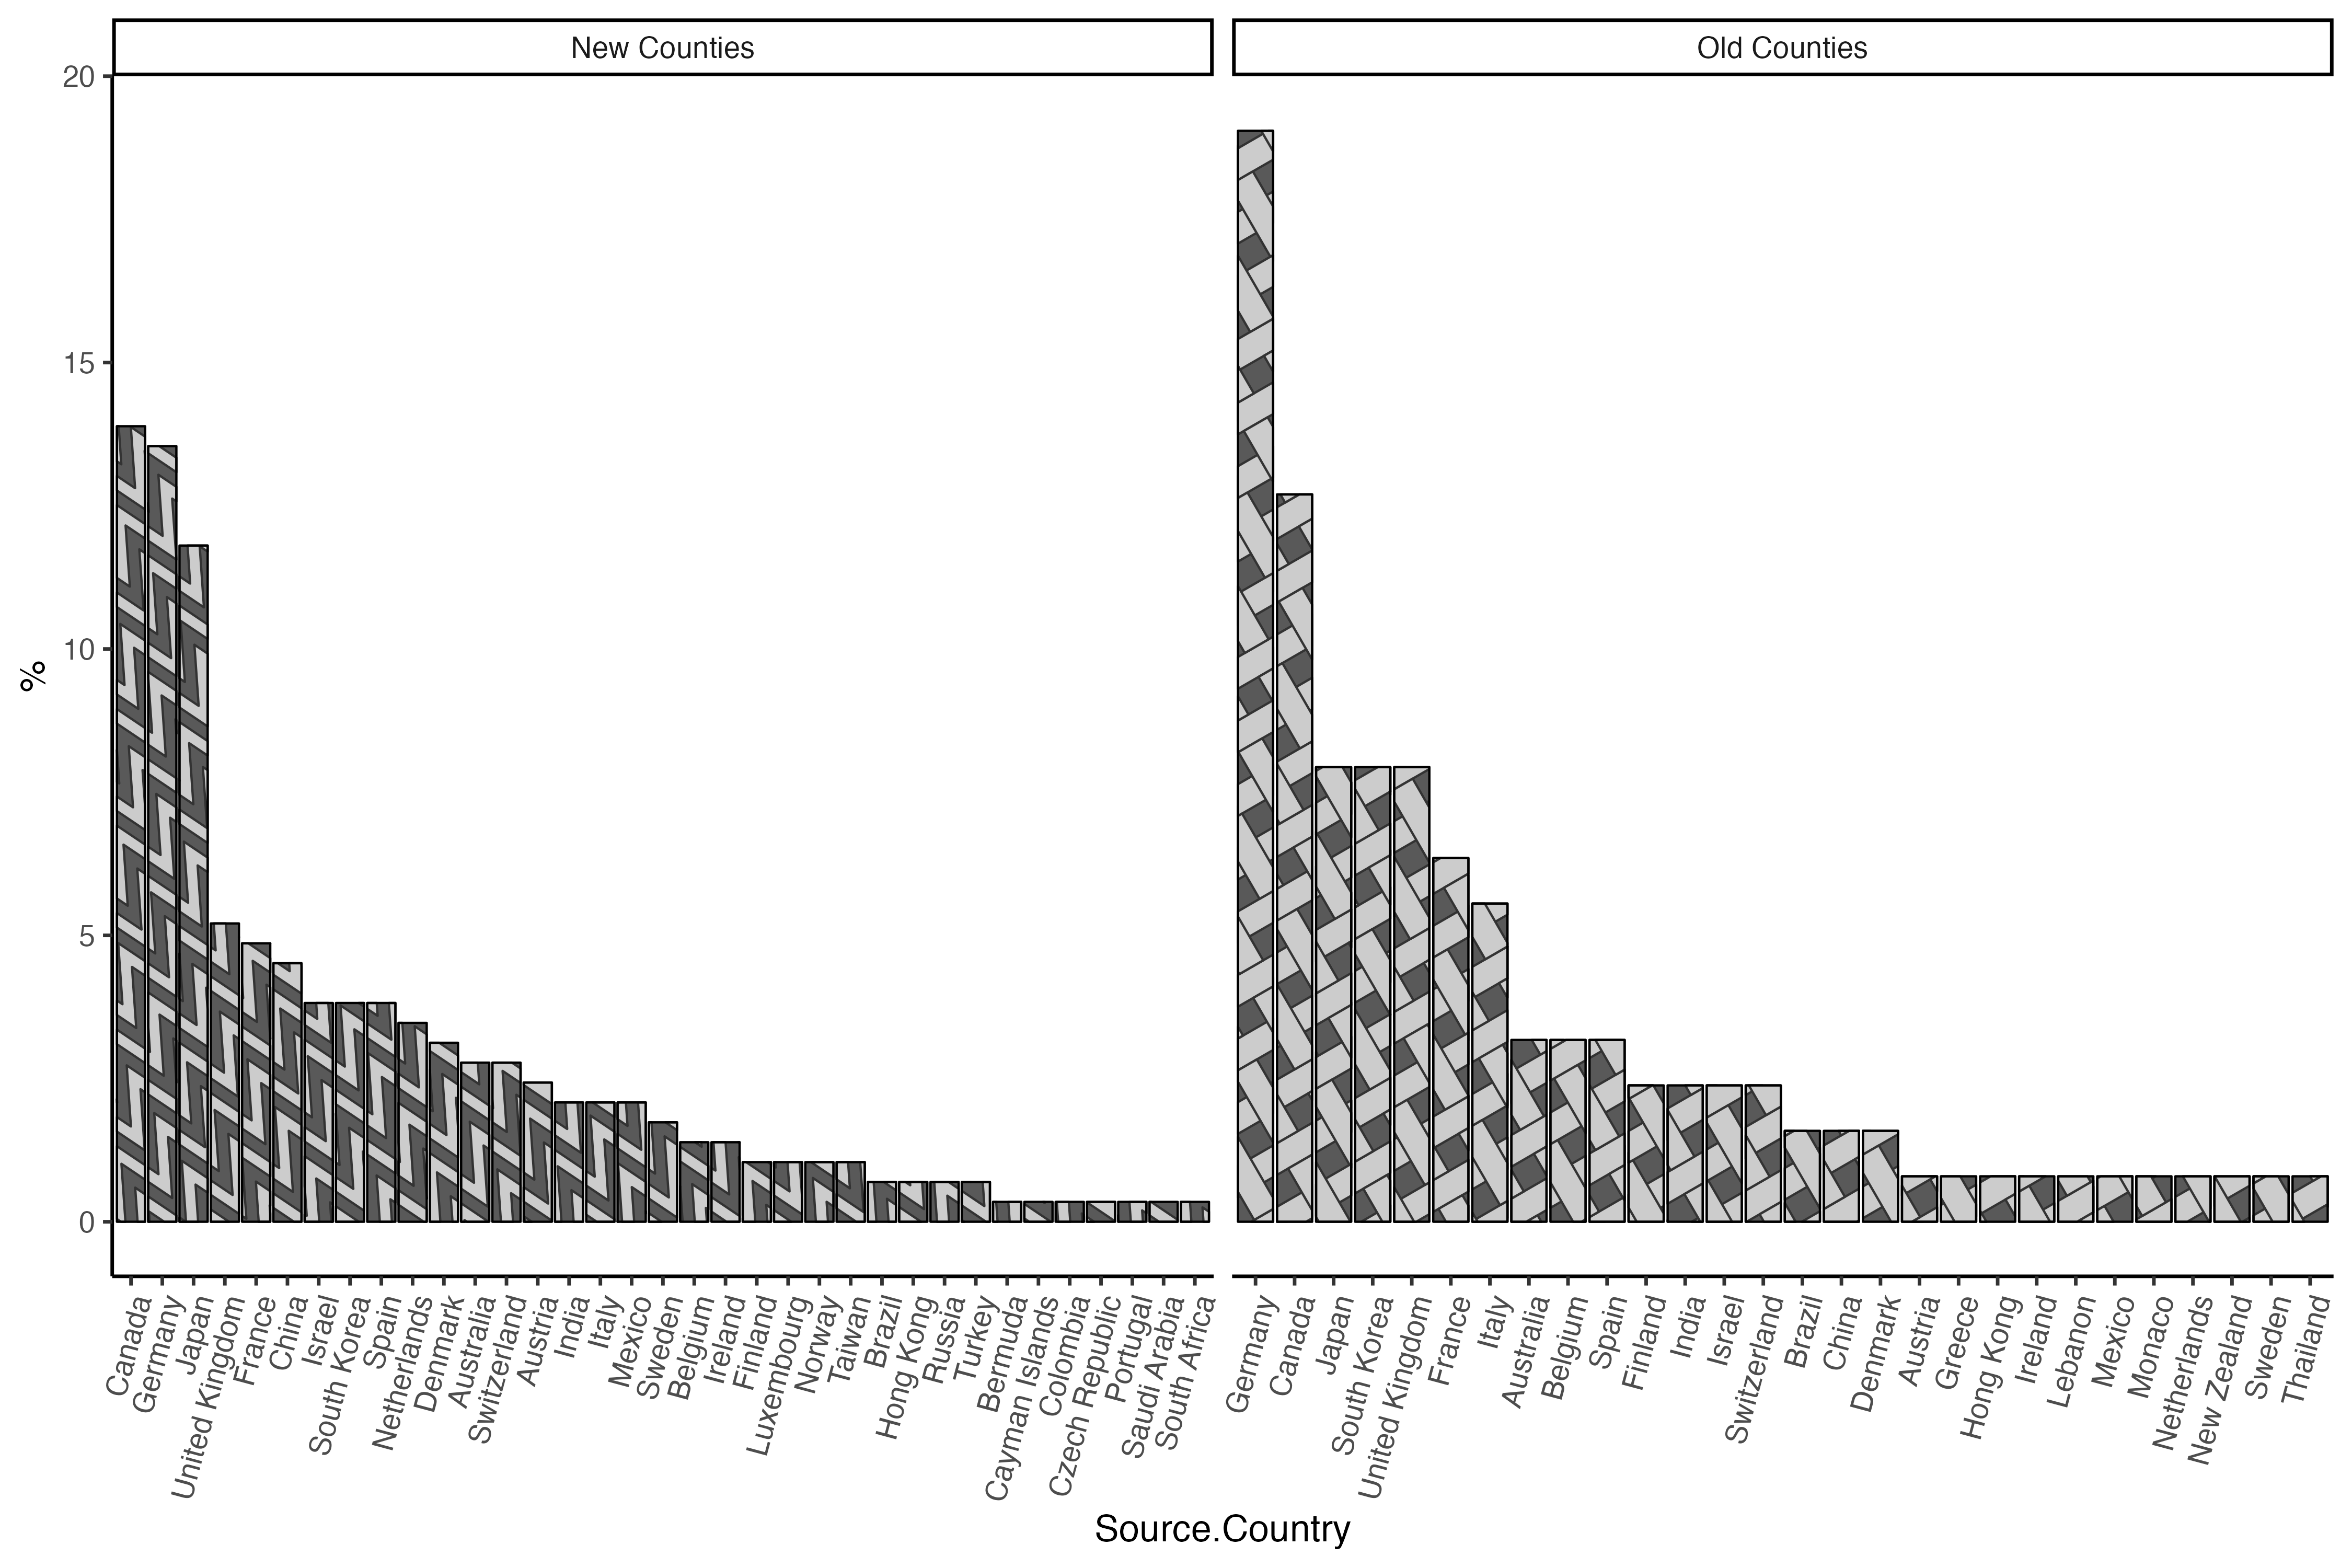 New Counties
Old Counties
20
15
10
5
0
%
Canada
Germany
Japan
United Kingdom
France
China
Israel
South Korea
Spain
Netherlands
Denmark
Australia
Switzerland
Austria
India
Italy
Mexico
Sweden
Belgium
Ireland
Finland
Luxembourg
Norway
Taiwan
Brazil
Hong Kong
Russia
Turkey
Bermuda
Cayman Islands
Colombia
Czech Republic
Portugal
Saudi Arabia
South Africa
Germany
Canada
Japan
South Korea
United Kingdom
France
Italy
Australia
Belgium
Spain
Finland
India
Israel
Switzerland
Brazil
China
Denmark
Austria
Greece
Hong Kong
Ireland
Lebanon
Mexico
Monaco
Netherlands
New Zealand
Sweden
Thailand
Source.Country